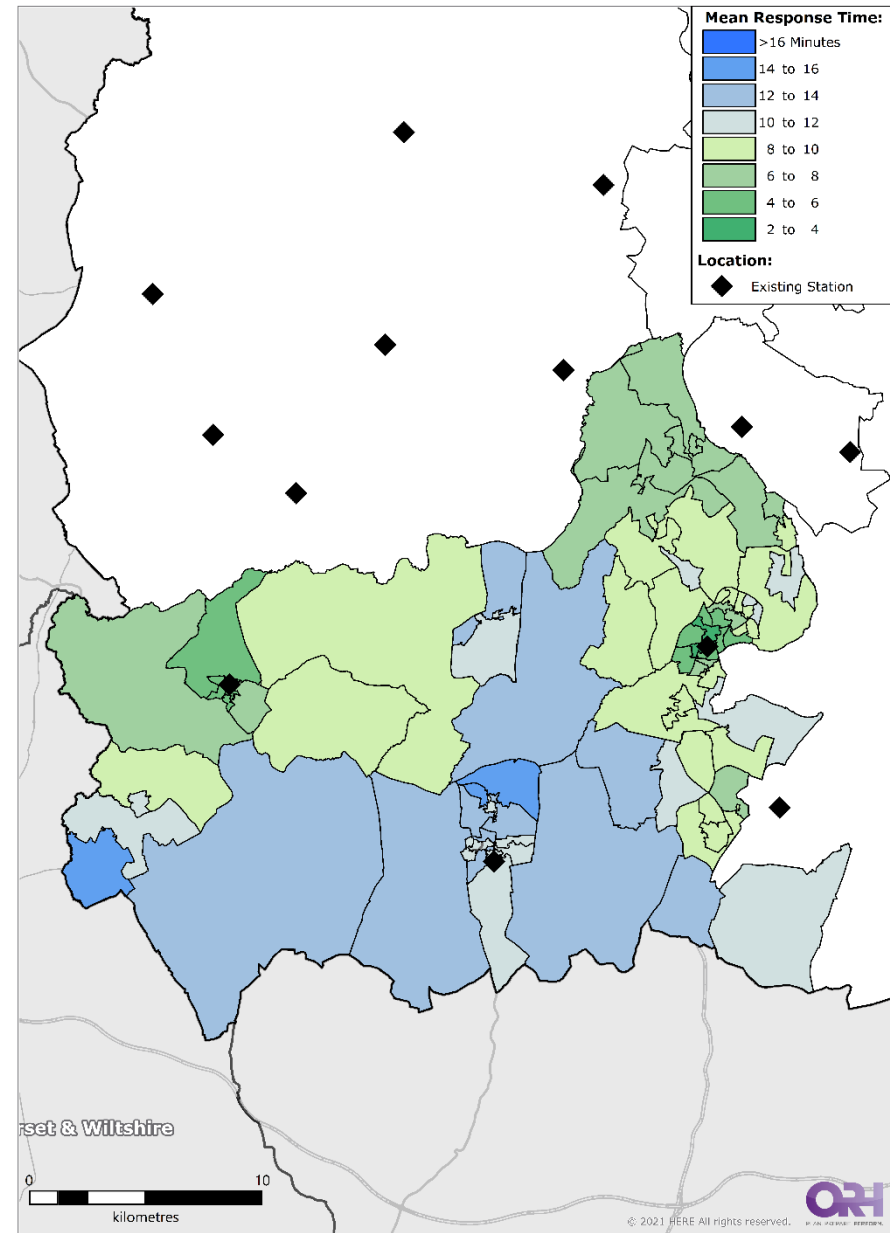 Mean Response Time:
>16 Minutes
14 to 16
12 to 14
10 to 12
8 to 10
6 to 8
4 to 6
2 to 4
Location:
Existing Station
rset & Wiltshire
0 10
kilometres
© 2021 HERE All rights reserved.
ORH